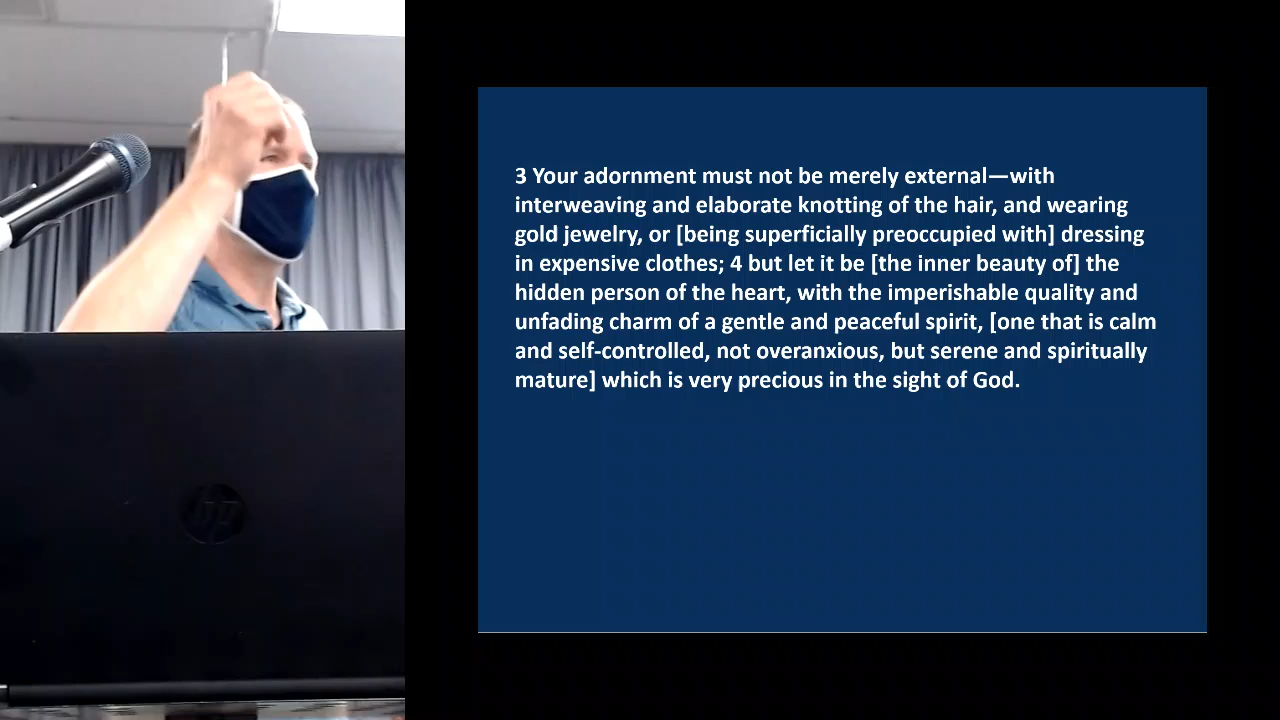 3 Your adornment must not be merely external—with
interweaving and elaborate knotting of the hair, and wearing
gold jewelry, or [being superficially preoccupied with] dressing
in expensive clothes; 4 but let it be [the inner beauty of] the
hidden person of the heart, with the imperishable quality and
unfading charm of a gentle and peaceful spirit, [one that is calm
and self-controlled, not overanxious, but serene and spiritually
mature] which is very precious in the sight of God.
hp